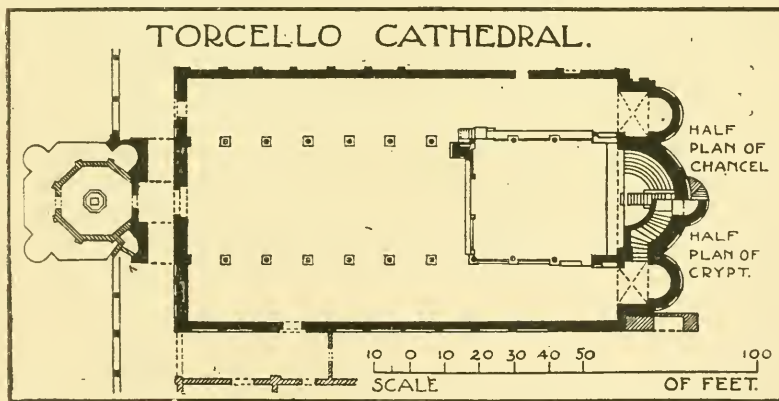 TORCELLO CATHEDRAL.
HALF
PLAN OF
CHANCEL
HALF
PLAN OF
CRYPT.
10 0 10 20 30 40 50 100
SCALE OF FEET.